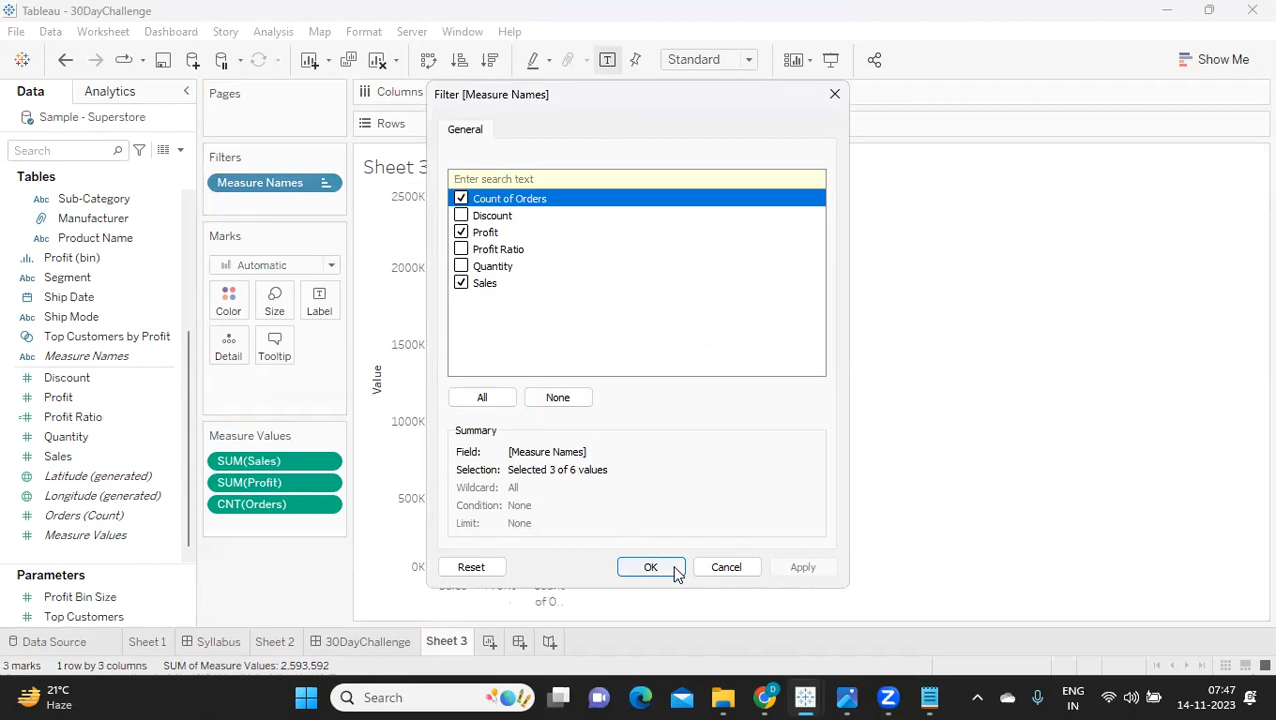 Tableau - 30DayChallenge
File Data Worksheet Dashboard Story Analysis Map Format Server Window Help
Standard
Show Me
Data Analytics
Sample - Superstore
Search
Tables
Sub-Category
Manufacturer
Product Name
Profit (bin)
Abc Segment
Ship Date
Abc Ship Mode
Top Customers by Profit
Abc Measure Names
Discount
Profit
Profit Ratio
Quantity
Sales
Latitude (generated)
Longitude (generated)
Orders (Count)
Measure Values
Parameters
Profit Bin Size
Top Customers
Pages
Filters
Measure Names
Marks
Automatic
Color Size Label
Detail Tooltip
Measure Values
SUM(Sales)
SUM(Profit)
CNT(Orders)
Columns
Rows
Sheet 3
2500K
2000K
1500K
1000K
500K
0K
Value
of O..
Filter [Measure Names]
General
Enter search text
Count of Orders
Discount
Profit
Profit Ratio
Quantity
Sales
All None
Summary
Field: [Measure Names]
Selection: Selected 3 of 6 values
Wildcard: All
Condition: None
Limit: None
Reset OK Cancel Apply
Data Source Sheet 1 Syllabus Sheet 2 30DayChallenge Sheet 3
3 marks 1 row by 3 columns SUM of Measure Values: 2,593,592
21°C
Haze
Search
ENG
IN
07:47
14-11-2023